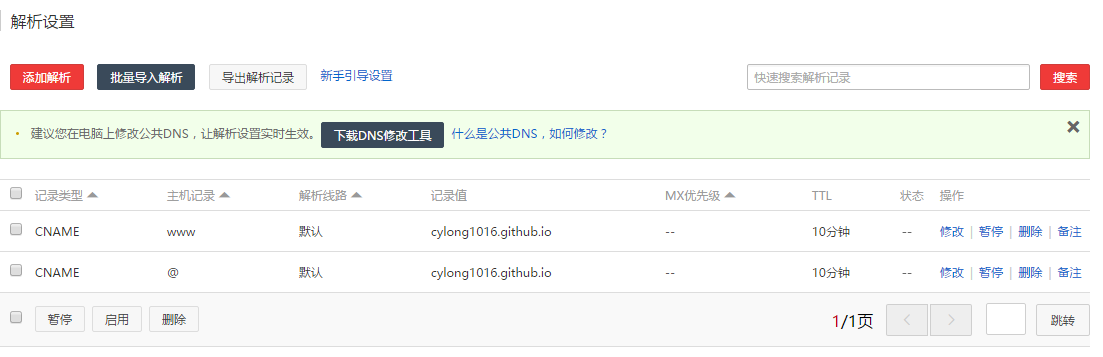 解析设置
添加解析 批量导入解析 导出解析记录 新手引导设置 快速搜索解析记录 搜索
• 建议您在电脑上修改公共DNS，让解析设置实时生效。 下载DNS修改工具 什么是公共DNS，如何修改？
记录类型 主机记录 解析线路 记录值 MX优先级 TTL 状态 操作
CNAME www 默认 cylong1016.github.io -- 10分钟 -- 修改 | 暂停 | 删除 | 备注
CNAME @ 默认 cylong1016.github.io -- 10分钟 -- 修改 | 暂停 | 删除 | 备注
暂停 启用 删除 1/1页 跳转